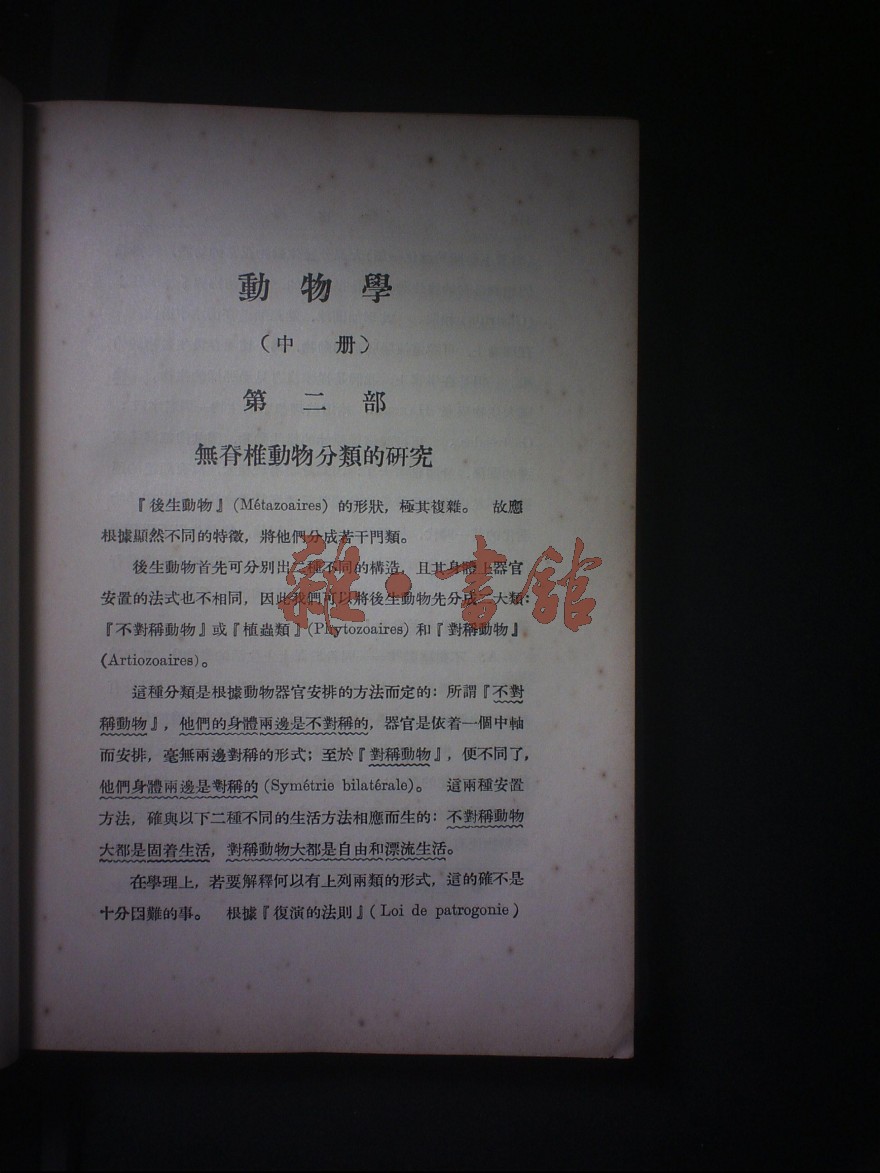 動物學
（中 册）
第二部
無脊椎動物分類的研究
『後生動物』(Métazoaires) 的形狀，極其複雜。 故應
根據顯然不同的特徵，將他們分成若干門類。
後生動物首先可分別出二種不同的構造，且其身體上器官
安置的法式也不相同，因此我們可以將後生動物先分成二大類：
『不對稱動物』或『植蟲類』(Phytozoaires) 和『對稱動物』
(Artiozoaires)。
這種分類是根據動物器官安排的方法而定的：所謂『不對
稱動物』，他們的身體兩邊是不對稱的，器官是依着一個中軸
而安排，毫無兩邊對稱的形式；至於『對稱動物』，便不同了，
他們身體兩邊是對稱的 (Symétrie bilatérale)。 這兩種安置
方法，確與以下二種不同的生活方法相應而生的：不對稱動物
大都是固着生活，對稱動物大都是自由和漂流生活。
在學理上，若要解釋何以有上列兩類的形式，這的確不是
十分困難的事。 根據『復演的法則』(Loi de patrogonie)
雜·書館